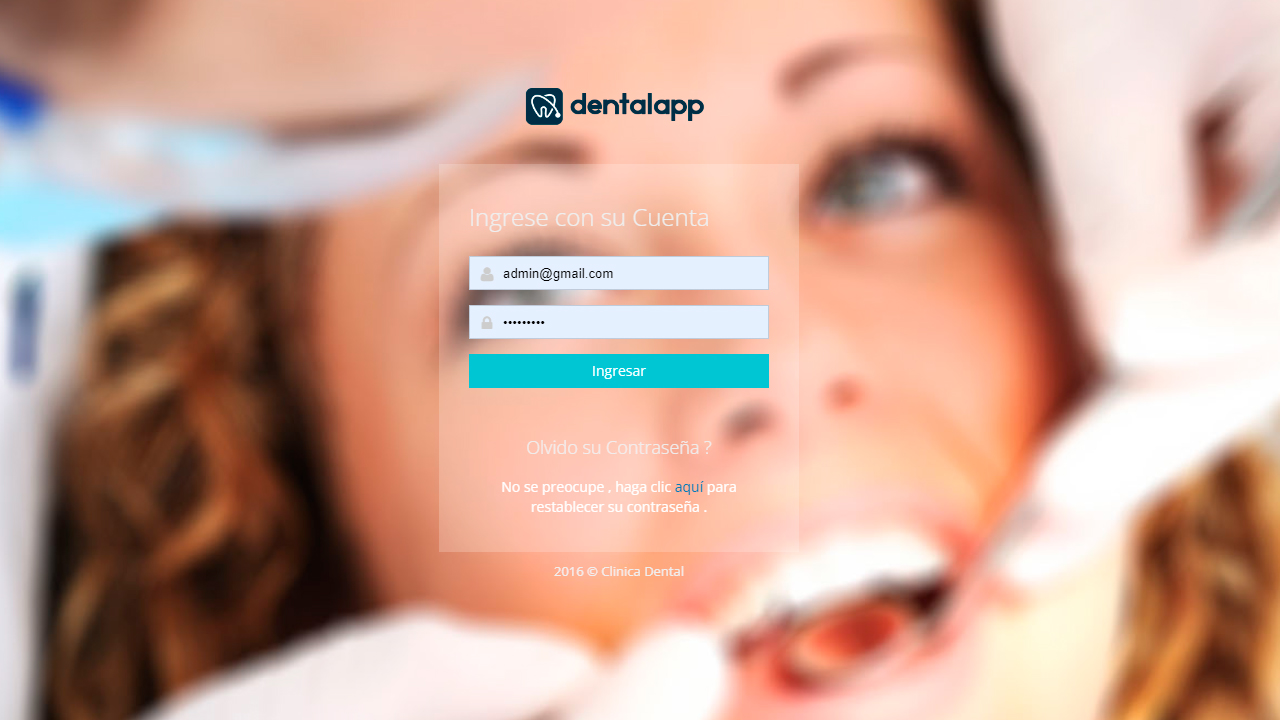 dentalapp
Ingrese con su Cuenta
admin@gmail.com
•••••••••
Ingresar
Olvido su Contraseña ?
No se preocupe , haga clic aquí para
restablecer su contraseña .
2016 © Clinica Dental